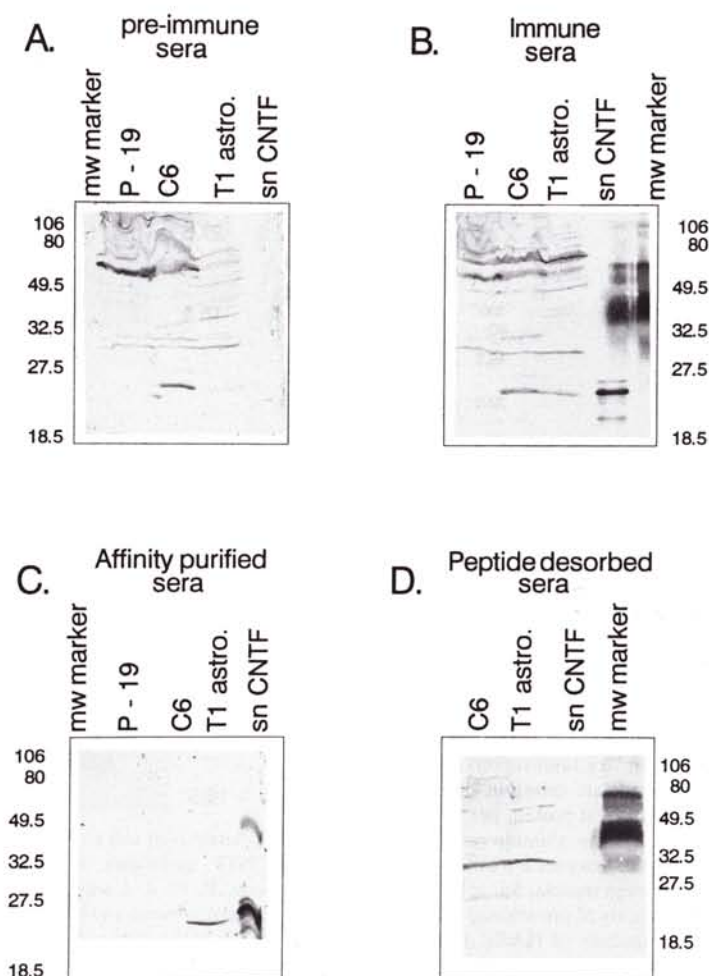 A.
pre-immune
sera
mw marker
P - 19
C6
T1 astro.
sn CNTF
106
80
49.5
32.5
27.5
18.5
B.
Immune
sera
P - 19
C6
T1 astro.
sn CNTF
mw marker
106
80
49.5
32.5
27.5
18.5
C.
Affinity purified
sera
mw marker
P - 19
C6
T1 astro.
sn CNTF
106
80
49.5
32.5
27.5
18.5
D.
Peptide desorbed
sera
C6
T1 astro.
sn CNTF
mw marker
106
80
49.5
32.5
27.5
18.5